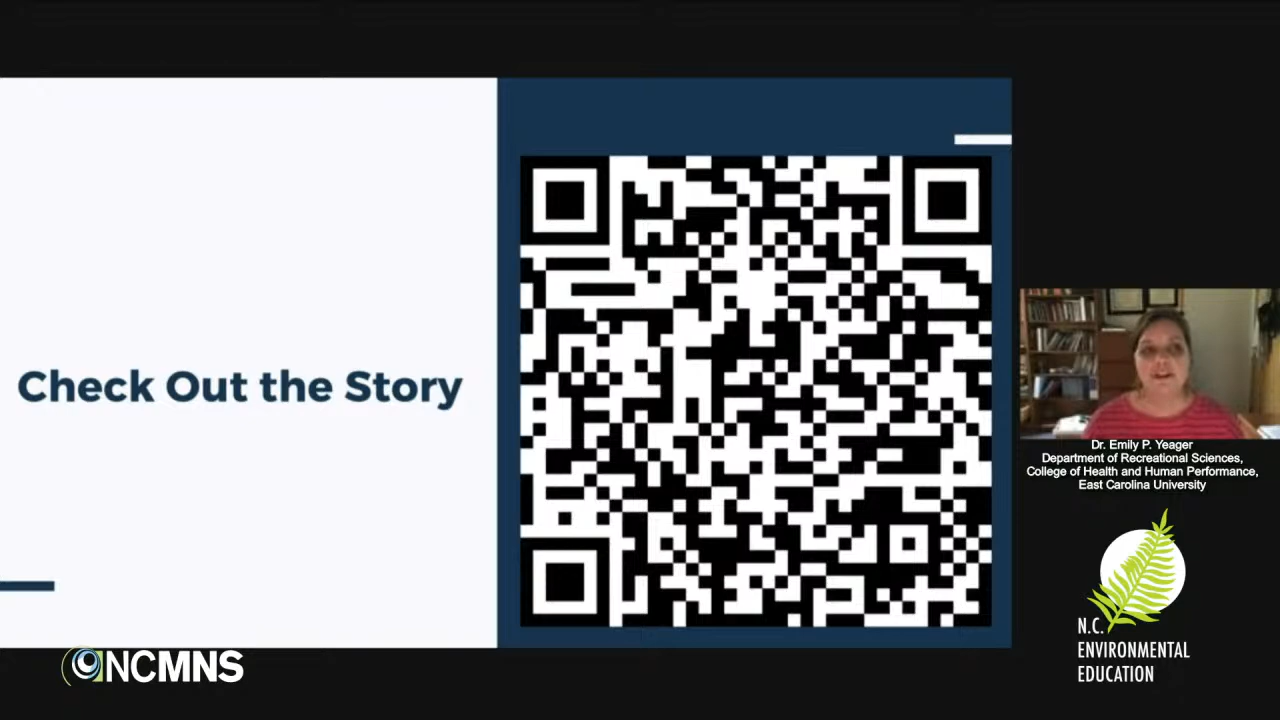 Check Out the Story
Dr. Emily P. Yeager
Department of Recreational Sciences,
College of Health and Human Performance,
East Carolina University
N.C.
ENVIRONMENTAL
EDUCATION
NCMNS